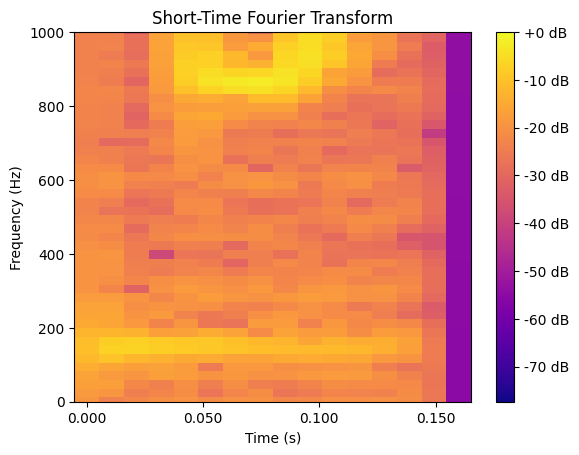 Short-Time Fourier Transform
1000
800
600
400
200
0
Frequency (Hz)
0.000
0.050
0.100
0.150
Time (s)
+0 dB
-10 dB
-20 dB
-30 dB
-40 dB
-50 dB
-60 dB
-70 dB